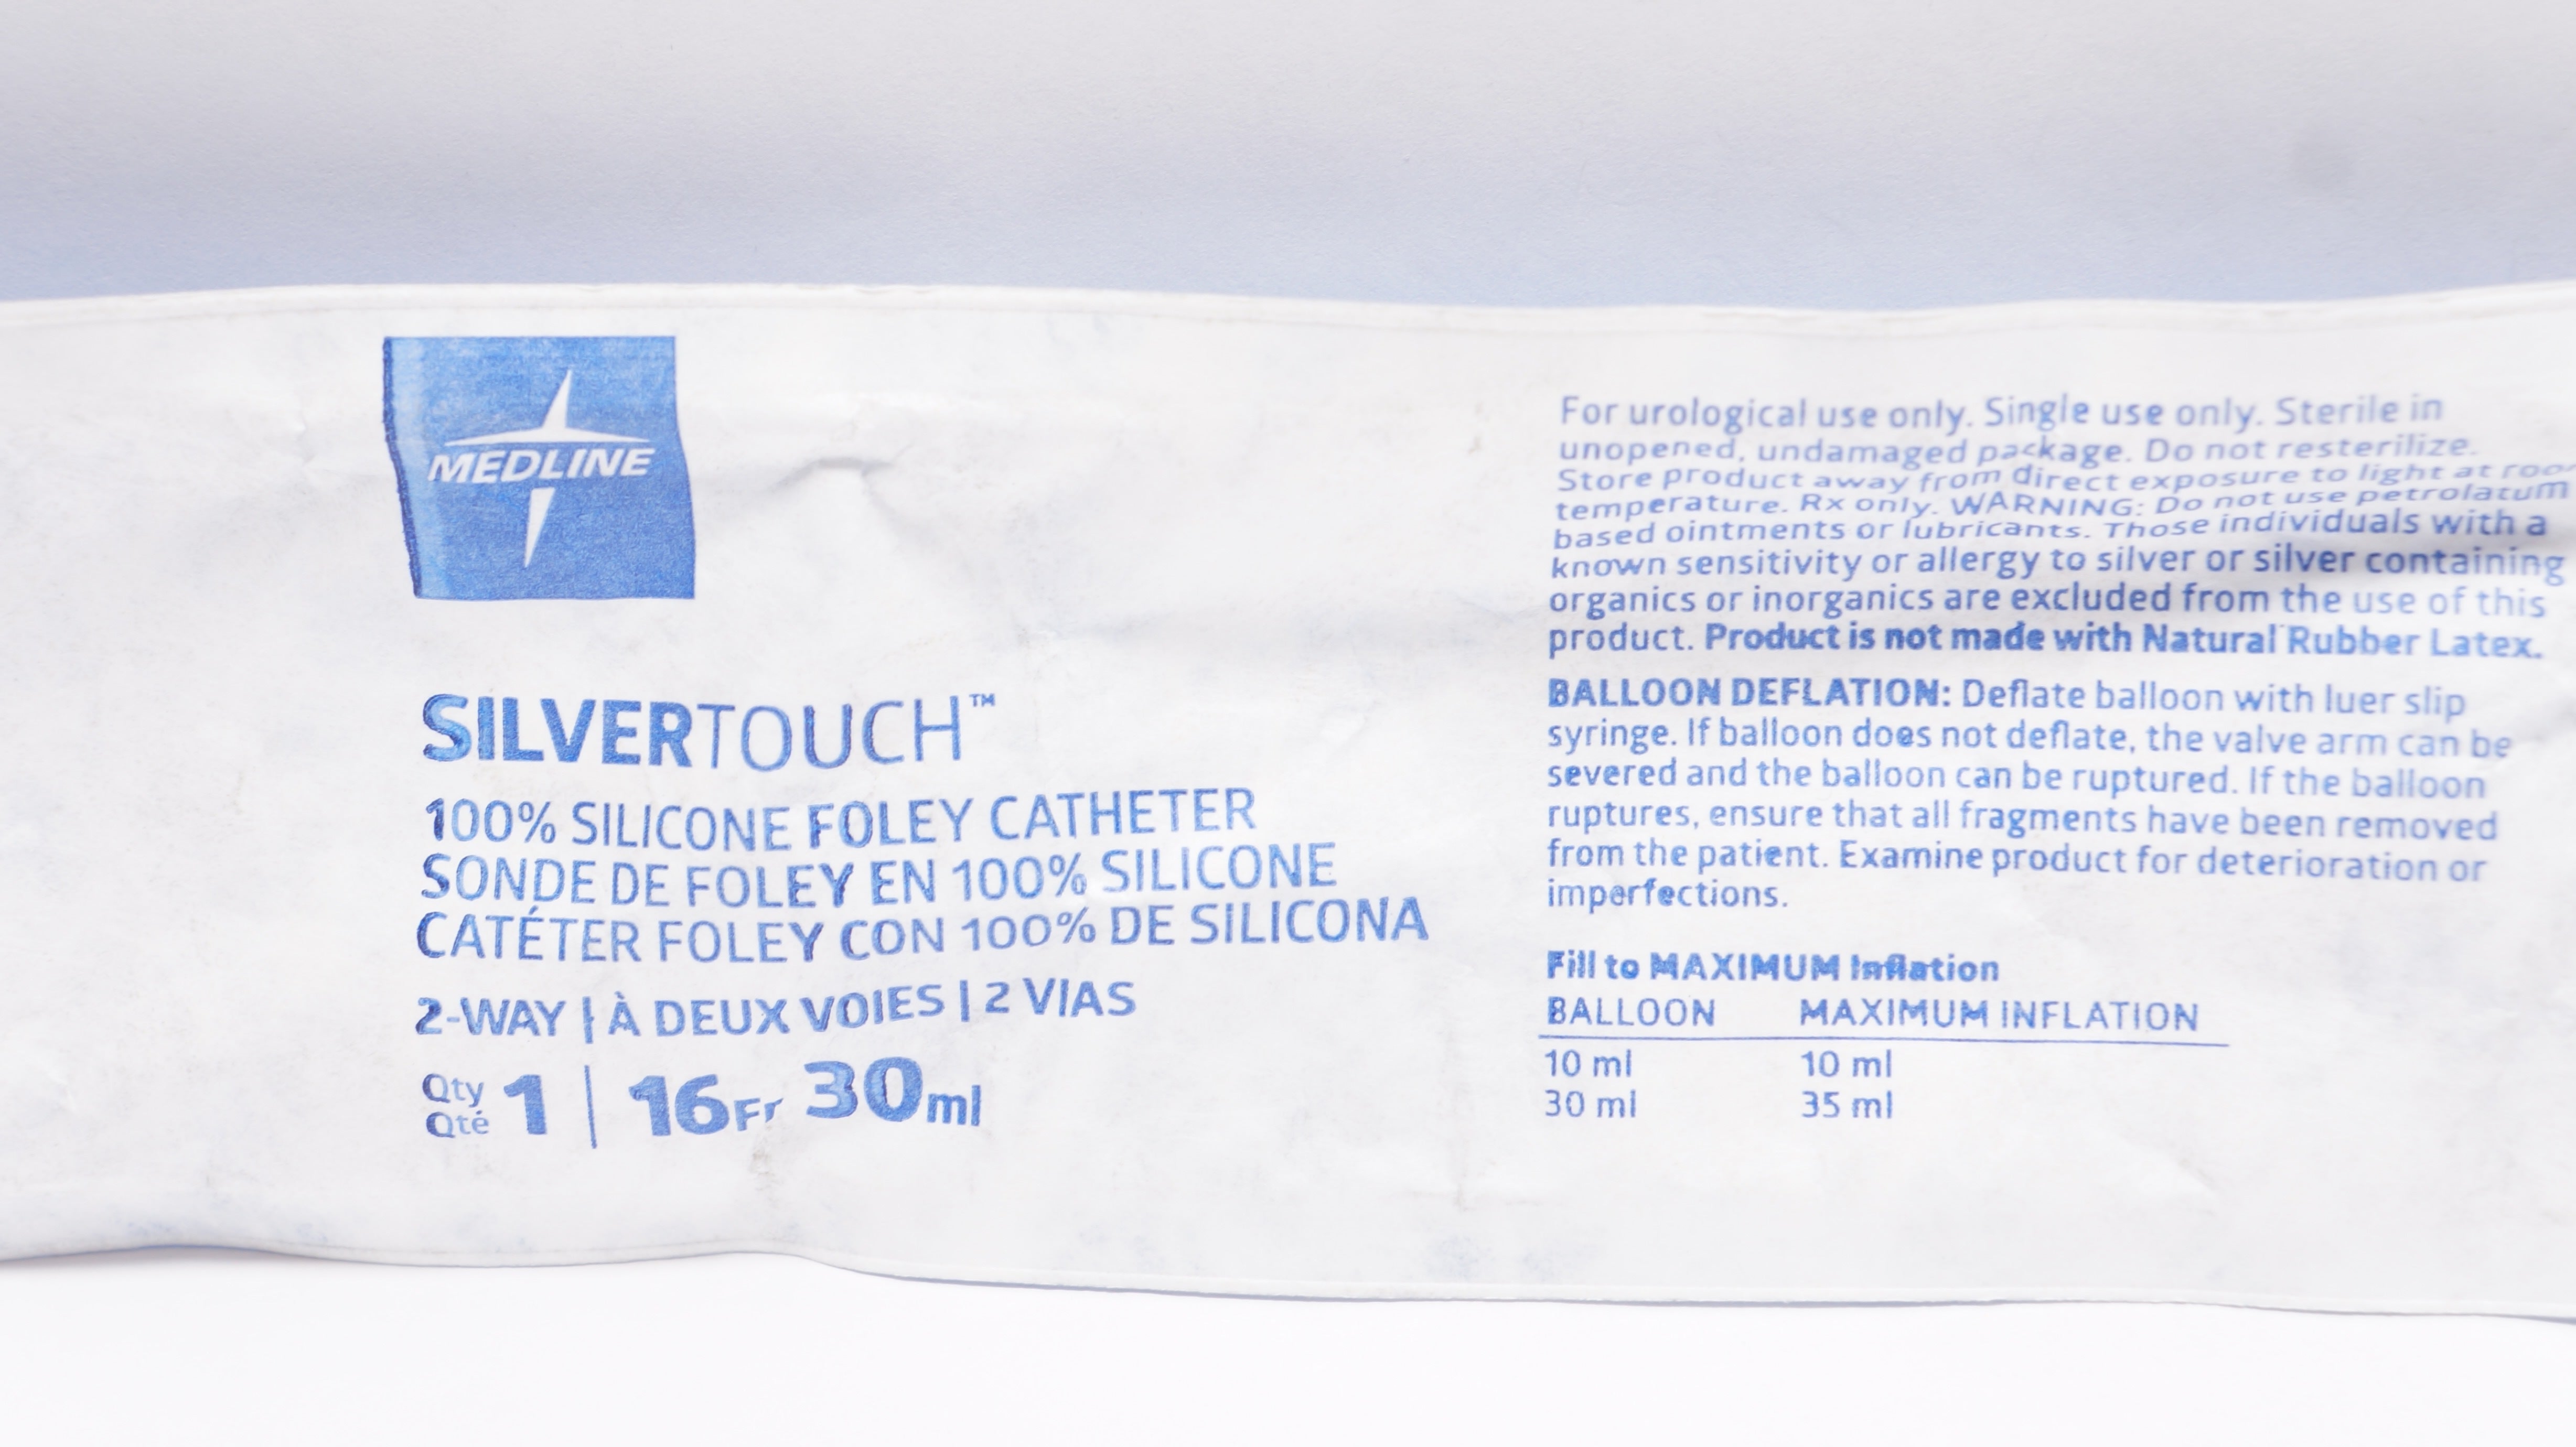 MEDLINE
SILVERTOUCH™
100% SILICONE FOLEY CATHETER
SONDE DE FOLEY EN 100% SILICONE
CATÉTER FOLEY CON 100% DE SILICONA
2-WAY | À DEUX VOIES | 2 VIAS
Qty
Qté 1 | 16Fr 30ml
For urological use only. Single use only. Sterile in
unopened, undamaged package. Do not resterilize.
Store product away from direct exposure to light at
temperature. Rx only. WARNING: Do not use petrolatum
based ointments or lubricants. Those individuals with a
known sensitivity or allergy to silver or silver containing
organics or inorganics are excluded from the use of this
product. Product is not made with Natural Rubber Latex.
BALLOON DEFLATION: Deflate balloon with luer slip
syringe. If balloon does not deflate, the valve arm can be
severed and the balloon can be ruptured. If the balloon
ruptures, ensure that all fragments have been removed
from the patient. Examine product for deterioration or
imperfections.
Fill to MAXIMUM Inflation
BALLOON MAXIMUM INFLATION
10 ml 10 ml
30 ml 35 ml